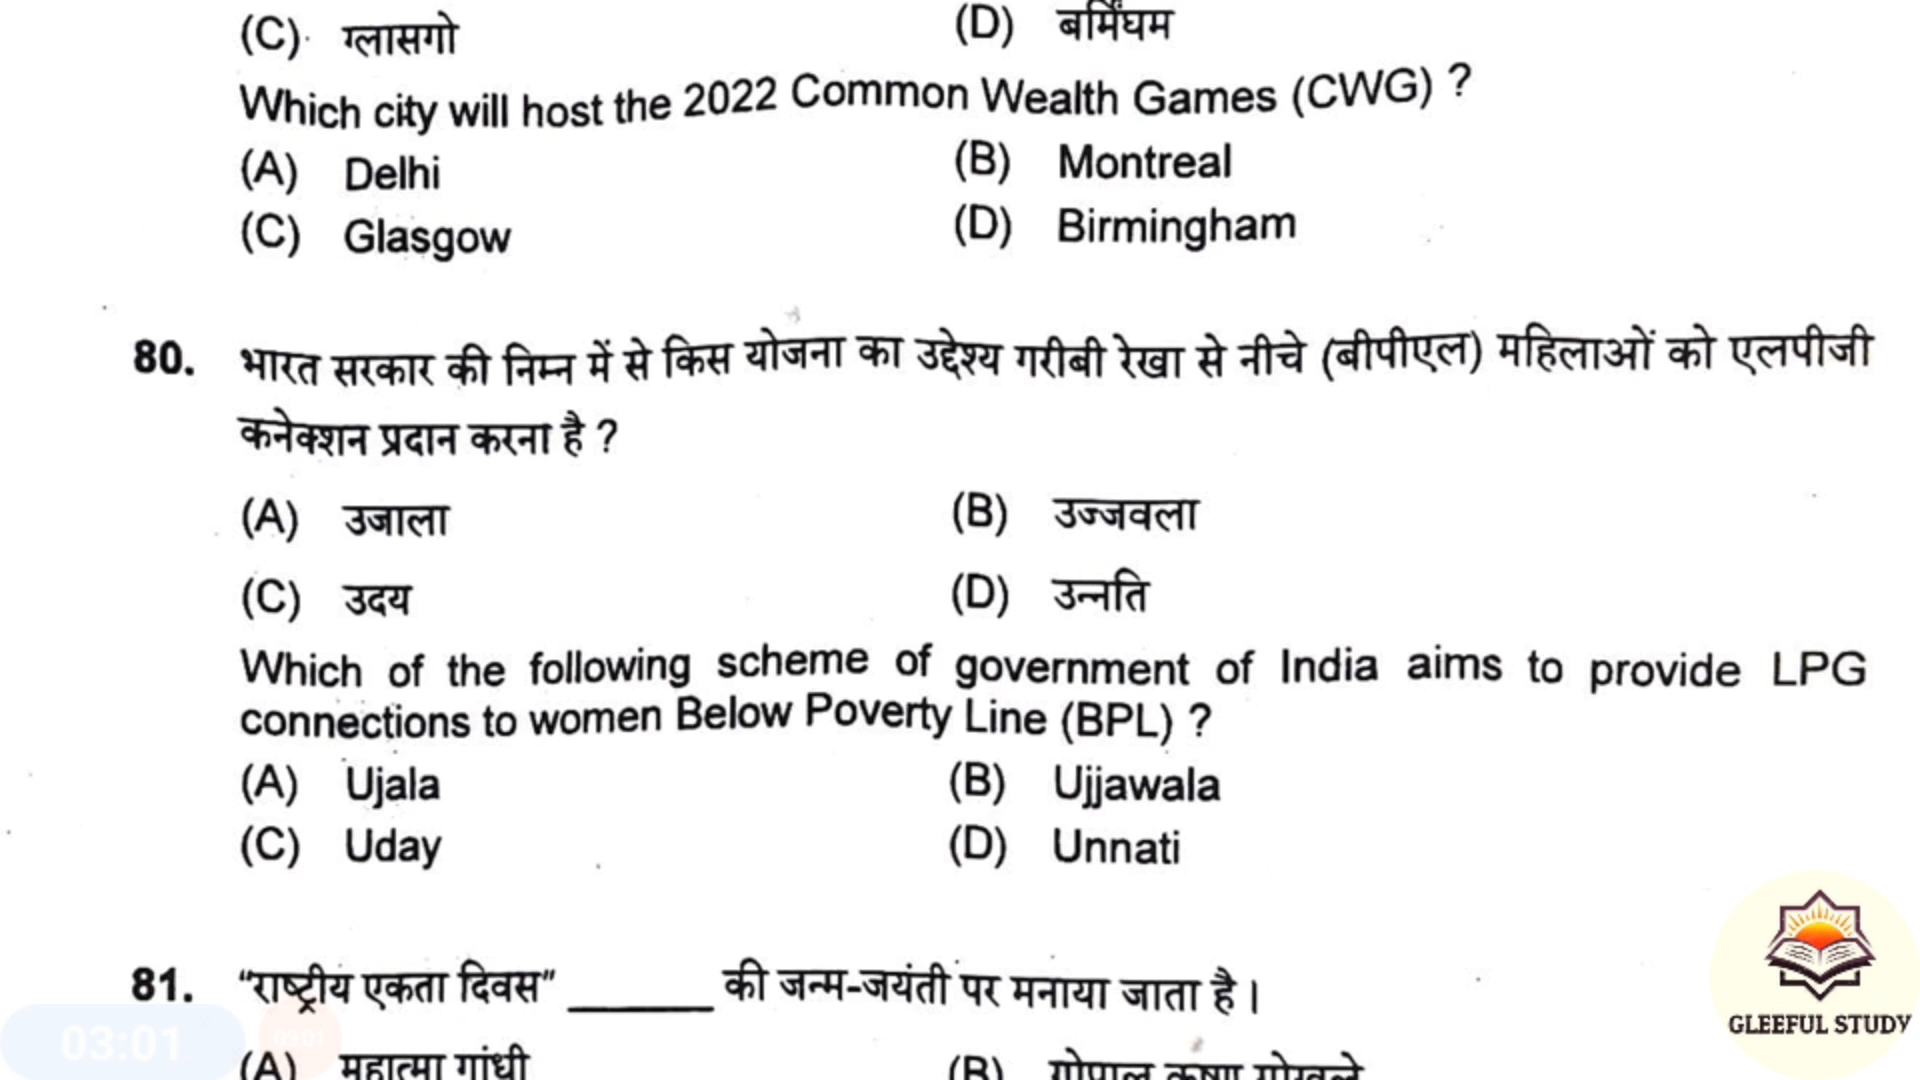 (C) ग्लासगो (D) बर्मिंघम
Which city will host the 2022 Common Wealth Games (CWG) ?
(A) Delhi (B) Montreal
(C) Glasgow (D) Birmingham
80. भारत सरकार की निम्न में से किस योजना का उद्देश्य गरीबी रेखा से नीचे (बीपीएल) महिलाओं को एलपीजी
कनेक्शन प्रदान करना है ?
(A) उजाला (B) उज्जवला
(C) उदय (D) उन्नति
Which of the following scheme of government of India aims to provide LPG
connections to women Below Poverty Line (BPL) ?
(A) Ujala (B) Ujjawala
(C) Uday (D) Unnati
81. “राष्ट्रीय एकता दिवस” ______ की जन्म-जयंती पर मनाया जाता है।
(A) महात्मा गांधी (B) गोपाल कृष्ण गोखले
03:01
03:01
GLEEFUL STUDY